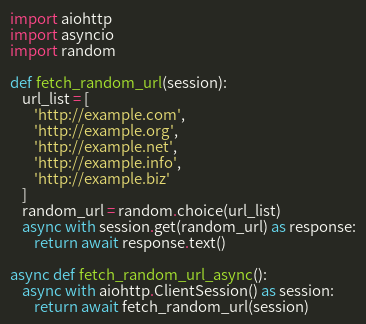 import aiohttp
import asyncio
import random

def fetch_random_url(session):
    url_list = [
        'http://example.com',
        'http://example.org',
        'http://example.net',
        'http://example.info',
        'http://example.biz'
    ]
    random_url = random.choice(url_list)
    async with session.get(random_url) as response:
        return await response.text()

async def fetch_random_url_async():
    async with aiohttp.ClientSession() as session:
        return await fetch_random_url(session)